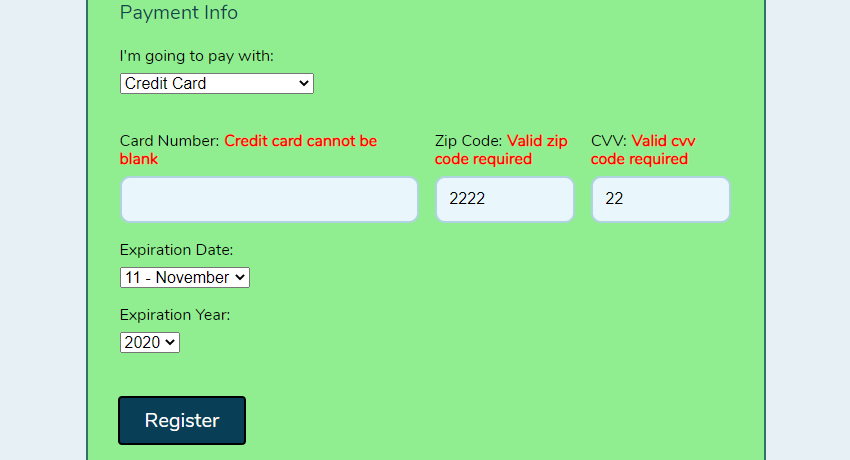 Payment Info
I'm going to pay with:
Credit Card
Card Number: Credit card cannot be
blank
Zip Code: Valid zip
code required
CVV: Valid cvv
code required
2222
22
Expiration Date:
11 - November
Expiration Year:
2020
Register